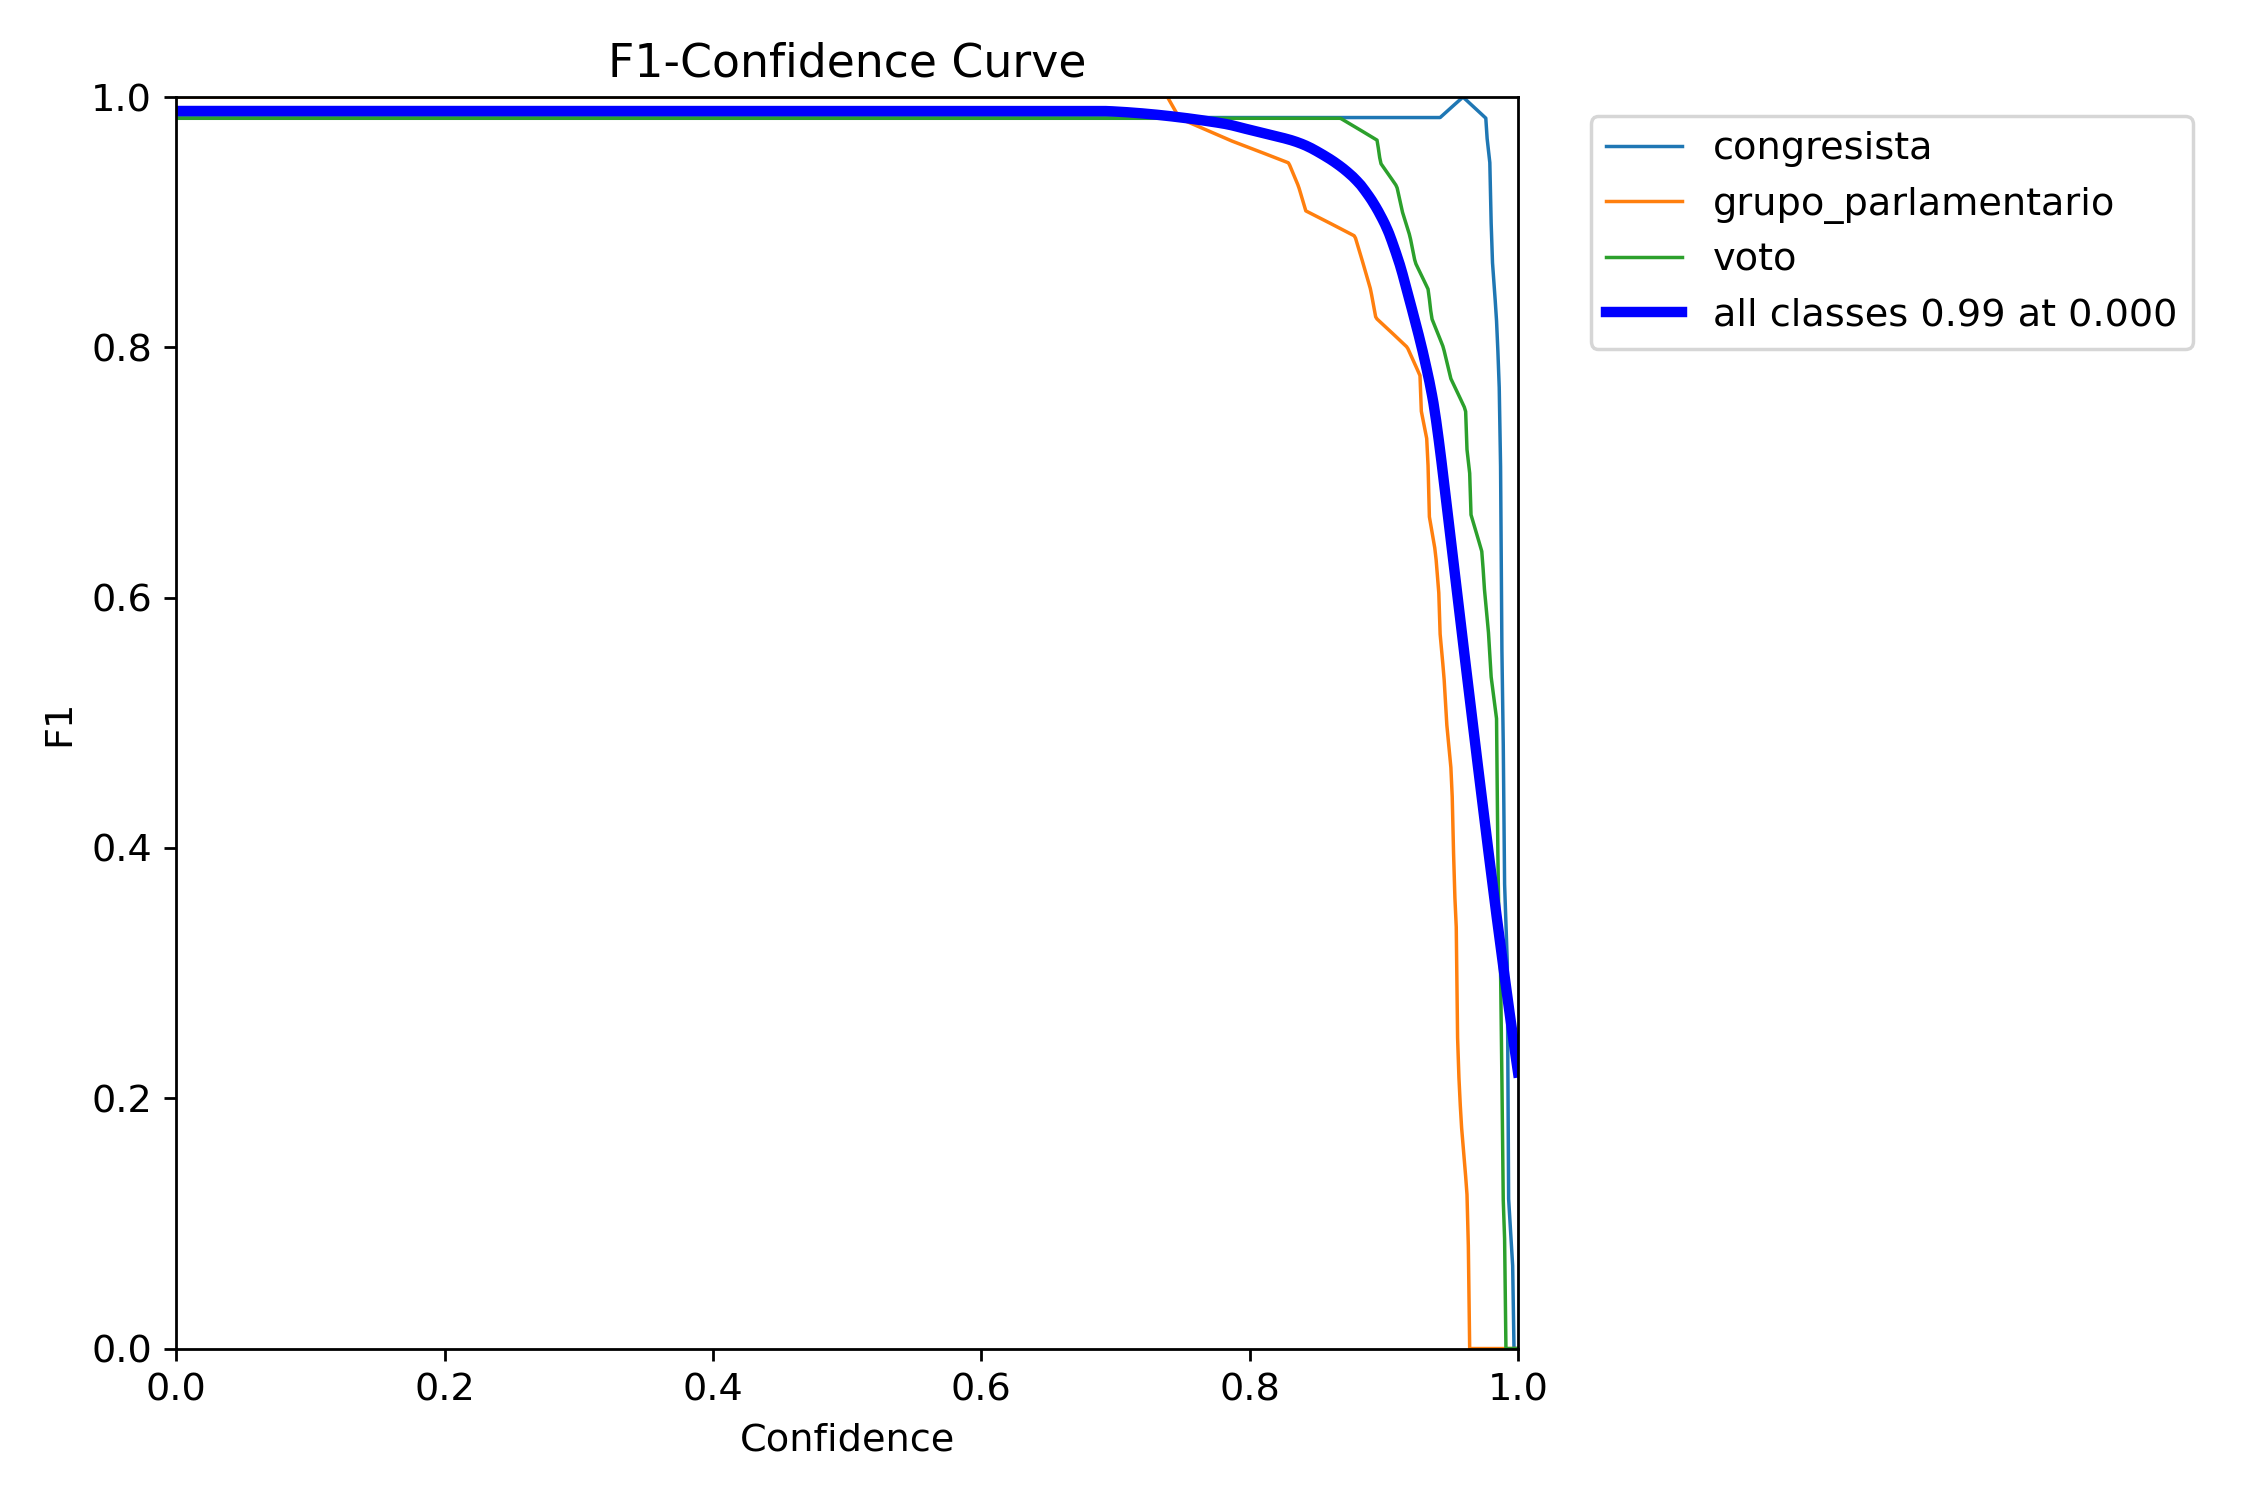 F1-Confidence Curve
1.0
0.8
0.6
0.4
0.2
0.0
F1
0.0 0.2 0.4 0.6 0.8 1.0
Confidence
congresista
grupo_parlamentario
voto
all classes 0.99 at 0.000